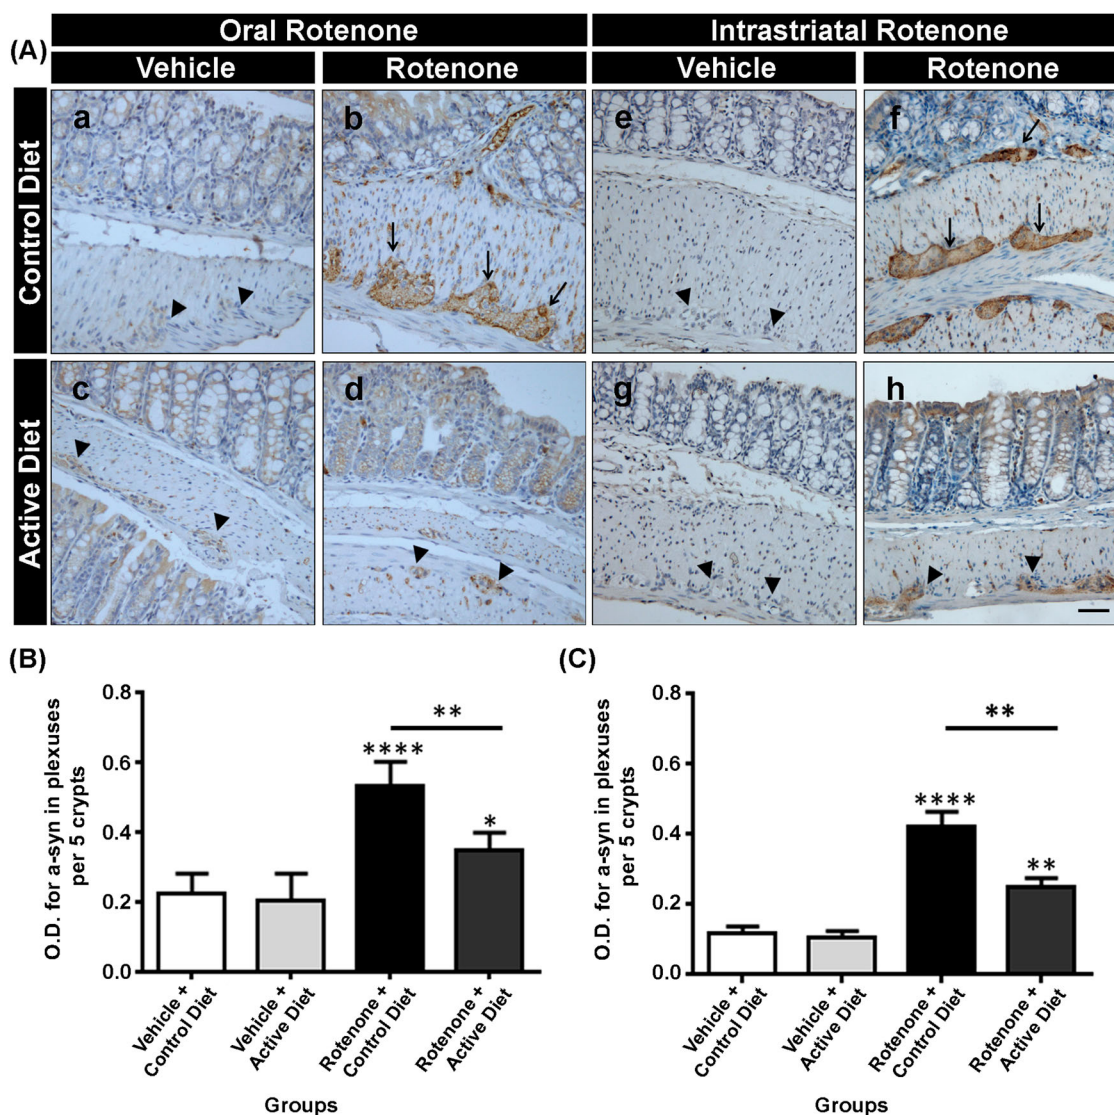 (A)
Oral Rotenone
Intrastriatal Rotenone
Vehicle
Rotenone
Vehicle
Rotenone
Control Diet
a
b
e
f
Active Diet
c
d
g
h
(B)
O.D. for a-syn in plexuses
per 5 crypts
0.8
0.6
0.4
0.2
0.0
**
****
*
Vehicle +
Control Diet
Vehicle +
Active Diet
Rotenone +
Control Diet
Rotenone +
Active Diet
Groups
(C)
O.D. for a-syn in plexuses
per 5 crypts
0.8
0.6
0.4
0.2
0.0
**
****
**
Vehicle +
Control Diet
Vehicle +
Active Diet
Rotenone +
Control Diet
Rotenone +
Active Diet
Groups